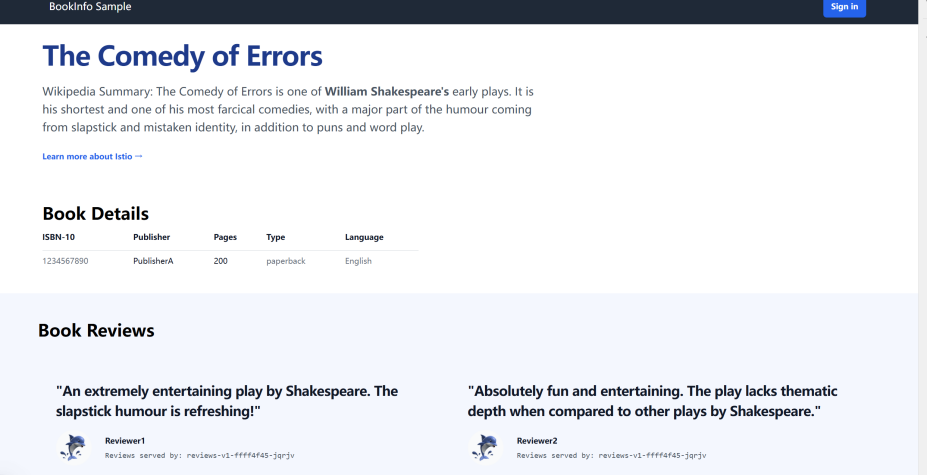 BookInfo Sample
Sign in
The Comedy of Errors
Wikipedia Summary: The Comedy of Errors is one of William Shakespeare's early plays. It is
his shortest and one of his most farcical comedies, with a major part of the humour coming
from slapstick and mistaken identity, in addition to puns and word play.
Learn more about Istio →
Book Details
ISBN-10 Publisher Pages Type Language
1234567890 PublisherA 200 paperback English
Book Reviews
"An extremely entertaining play by Shakespeare. The
slapstick humour is refreshing!"
Reviewer1
Reviews served by: reviews-v1-ffff4f45-jqrjv
"Absolutely fun and entertaining. The play lacks thematic
depth when compared to other plays by Shakespeare."
Reviewer2
Reviews served by: reviews-v1-ffff4f45-jqrjv